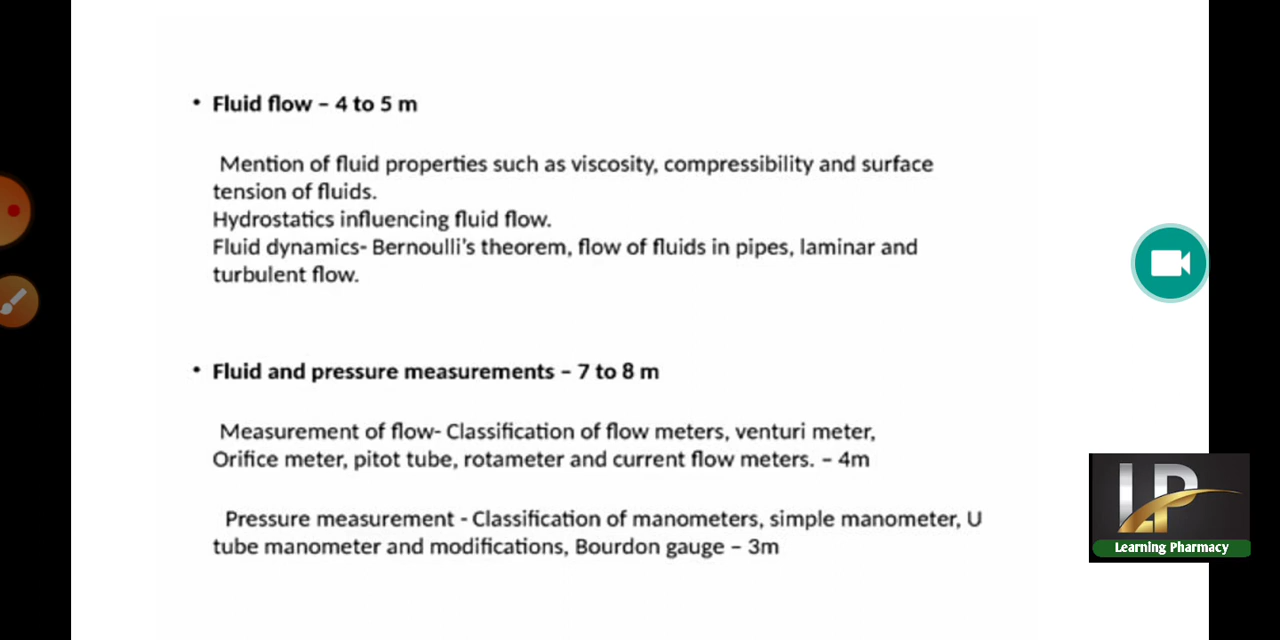 • Fluid flow – 4 to 5 m
Mention of fluid properties such as viscosity, compressibility and surface
tension of fluids.
Hydrostatics influencing fluid flow.
Fluid dynamics- Bernoulli's theorem, flow of fluids in pipes, laminar and
turbulent flow.
• Fluid and pressure measurements – 7 to 8 m
Measurement of flow- Classification of flow meters, venturi meter,
Orifice meter, pitot tube, rotameter and current flow meters. – 4m
Pressure measurement - Classification of manometers, simple manometer, U
tube manometer and modifications, Bourdon gauge – 3m
LP
Learning Pharmacy